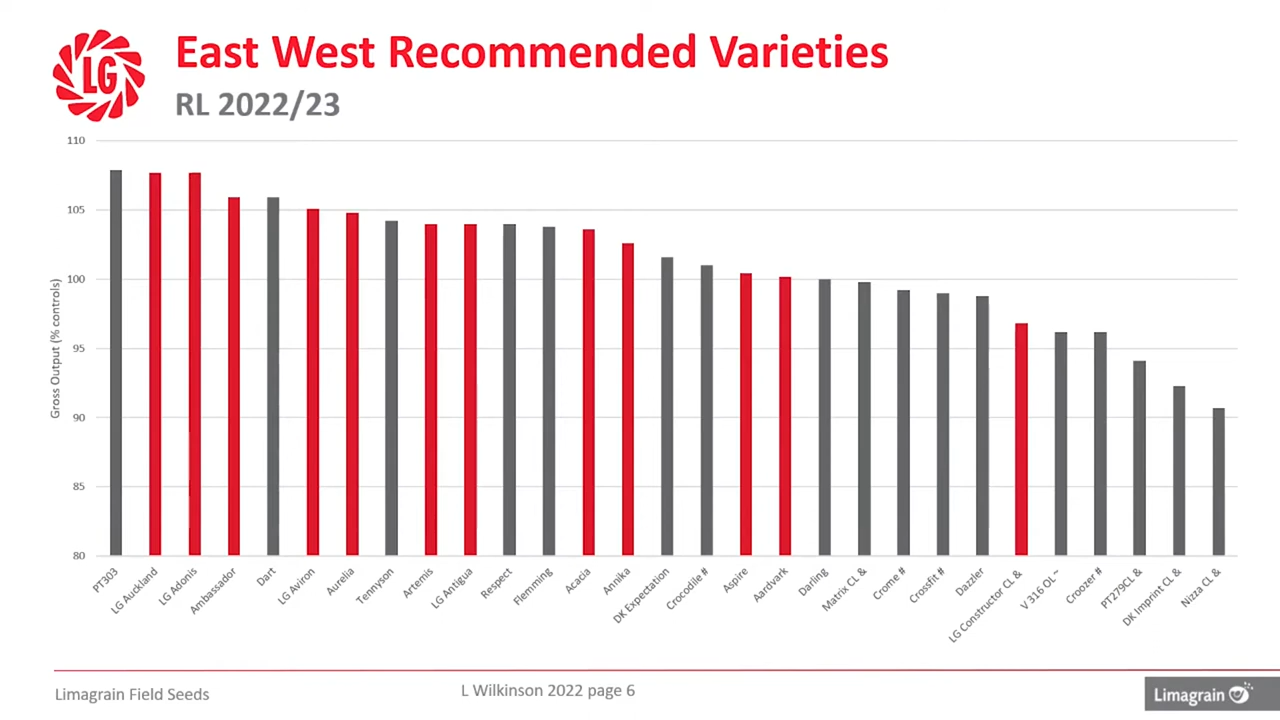 LG
East West Recommended Varieties
RL 2022/23
Gross Output (% controls)
110
105
100
95
90
85
80
PT303
LG Auckland
LG Adonis
Ambassador
Dart
LG Aviron
Aurelia
Tennyson
Artemis
LG Antigua
Respect
Flemming
Acacia
Annika
DK Expectation
Crocodile #
Aspire
Aardvark
Darling
Matrix CL &
Crome #
Crossfit #
Dazzler
LG Constructor CL &
V 316 OL ~
Croozer #
PT279CL &
DK Imprint CL &
Nizza CL &
Limagrain Field Seeds
L Wilkinson 2022 page 6
Limagrain